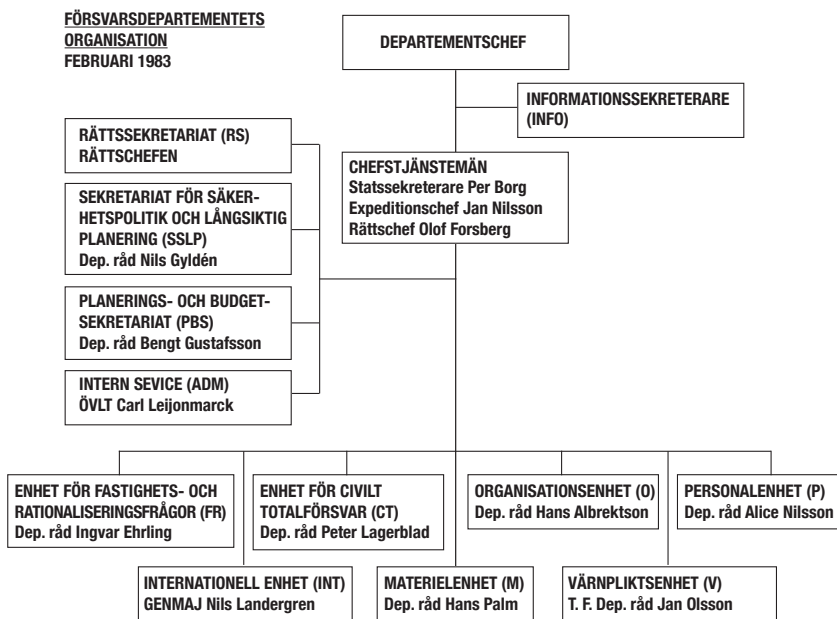 FÖRSVARSDEPARTEMENTETS
ORGANISATION
FEBRUARI 1983
DEPARTEMENTSCHEF
INFORMATIONSSEKRETERARE
(INFO)
RÄTTSSEKRETARIAT (RS)
RÄTTSCHEFEN
CHEFSTJÄNSTEMÄN
Statssekreterare Per Borg
Expeditionschef Jan Nilsson
Rättschef Olof Forsberg
SEKRETARIAT FÖR SÄKER-
HETSPOLITIK OCH LÅNGSIKTIG
PLANERING (SSLP)
Dep. råd Nils Gyldén
PLANERINGS- OCH BUDGET-
SEKRETARIAT (PBS)
Dep. råd Bengt Gustafsson
INTERN SEVICE (ADM)
ÖVLT Carl Leijonmarck
ENHET FÖR FASTIGHETS- OCH
RATIONALISERINGSFRÅGOR (FR)
Dep. råd Ingvar Ehrling
ENHET FÖR CIVILT
TOTALFÖRSVAR (CT)
Dep. råd Peter Lagerblad
ORGANISATIONSENHET (O)
Dep. råd Hans Albrektson
PERSONALENHET (P)
Dep. råd Alice Nilsson
INTERNATIONELL ENHET (INT)
GENMAJ Nils Landergren
MATERIELENHET (M)
Dep. råd Hans Palm
VÄRNPLIKTSENHET (V)
T. F. Dep. råd Jan Olsson